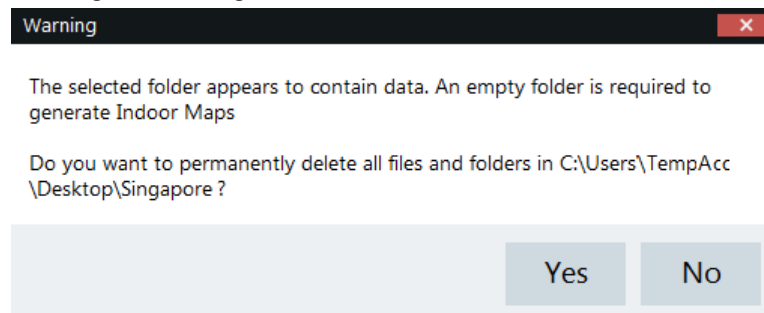 Warning
The selected folder appears to contain data. An empty folder is required to
generate Indoor Maps
Do you want to permanently delete all files and folders in C:\Users\TempAcc
\Desktop\Singapore ?
Yes No